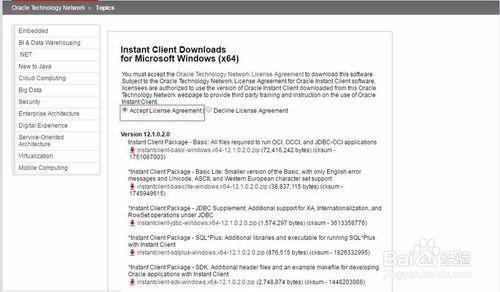 Oracle Technology Network > Topics
Embedded
BI & Data Warehousing
.NET
New to Java
Cloud Computing
Big Data
Security
Enterprise Architecture
Digital Experience
Service-Oriented
Architecture
Virtualization
Mobile Computing
Instant Client Downloads
for Microsoft Windows (x64)
You must accept the Oracle Technology Network License Agreement to download this software.
Subject to the Oracle Technology Network License Agreement for Oracle Instant Client software,
licensees are authorized to use the version of Oracle Instant Client downloaded from this Oracle
Technology Network webpage to provide third party training and instruction on the use of Oracle
Instant Client.
Accept License Agreement Decline License Agreement
Version 12.1.0.2.0
Instant Client Package - Basic: All files required to run OCI, OCCI, and JDBC-OCI applications
instantclient-basic-windows.x64-12.1.0.2.0.zip (72,416,242 bytes) (cksum -
1751087003)
*Instant Client Package - Basic Lite: Smaller version of the Basic, with only English error
messages and Unicode, ASCII, and Western European character set support
instantclient-basiclite-windows.x64-12.1.0.2.0.zip (38,837,115 bytes) (cksum -
1745949615)
*Instant Client Package - JDBC Supplement: Additional support for XA, Internationalization, and
RowSet operations under JDBC
instantclient-jdbc-windows.x64-12.1.0.2.0.zip (1,574,297 bytes) (cksum - 3613358776)
*Instant Client Package - SQL*Plus: Additional libraries and executable for running SQL*Plus
with Instant Client
instantclient-sqlplus-windows.x64-12.1.0.2.0.zip (876,515 bytes) (cksum - 1826332995)
*Instant Client Package - SDK: Additional header files and an example makefile for developing
Oracle applications with Instant Client
instantclient-sdk-windows.x64-12.1.0.2.0.zip (2,748,874 bytes) (cksum - 1448203088)
Baidu 经验
jingyan.baidu.com